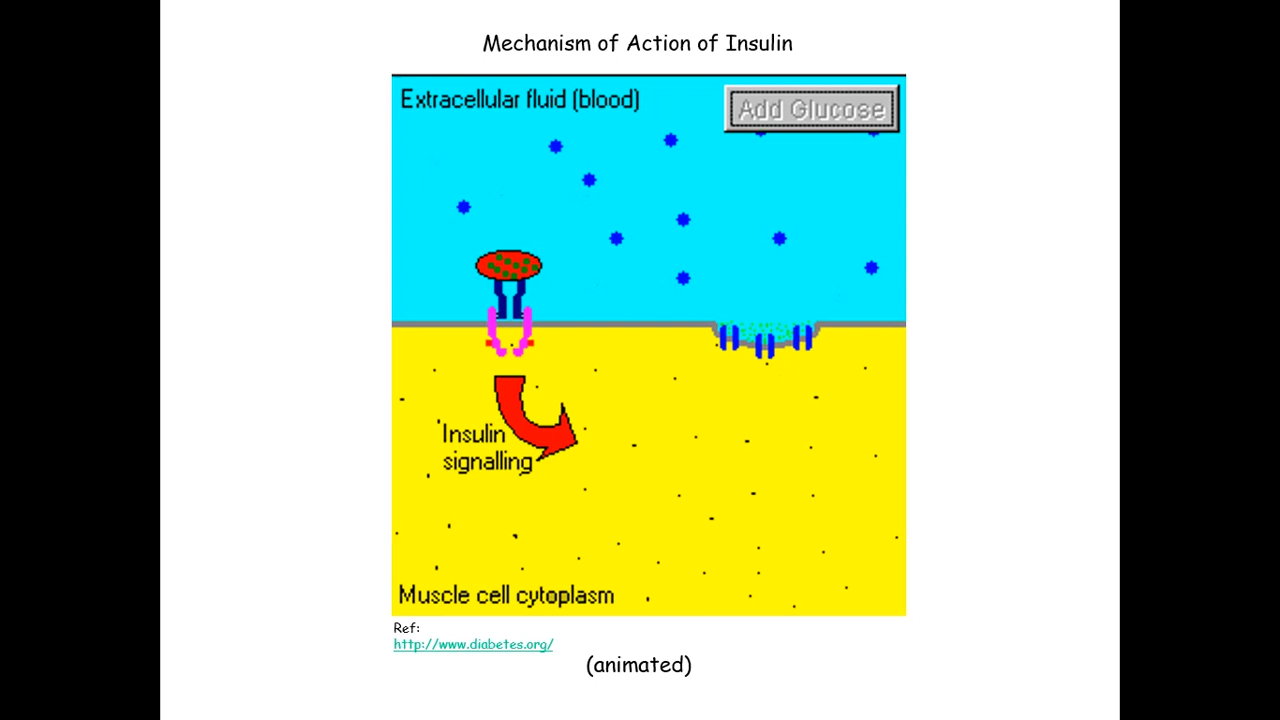 Mechanism of Action of Insulin
Extracellular fluid (blood)
Add Glucose
Insulin
signalling
Muscle cell cytoplasm
Ref:
http://www.diabetes.org/
(animated)